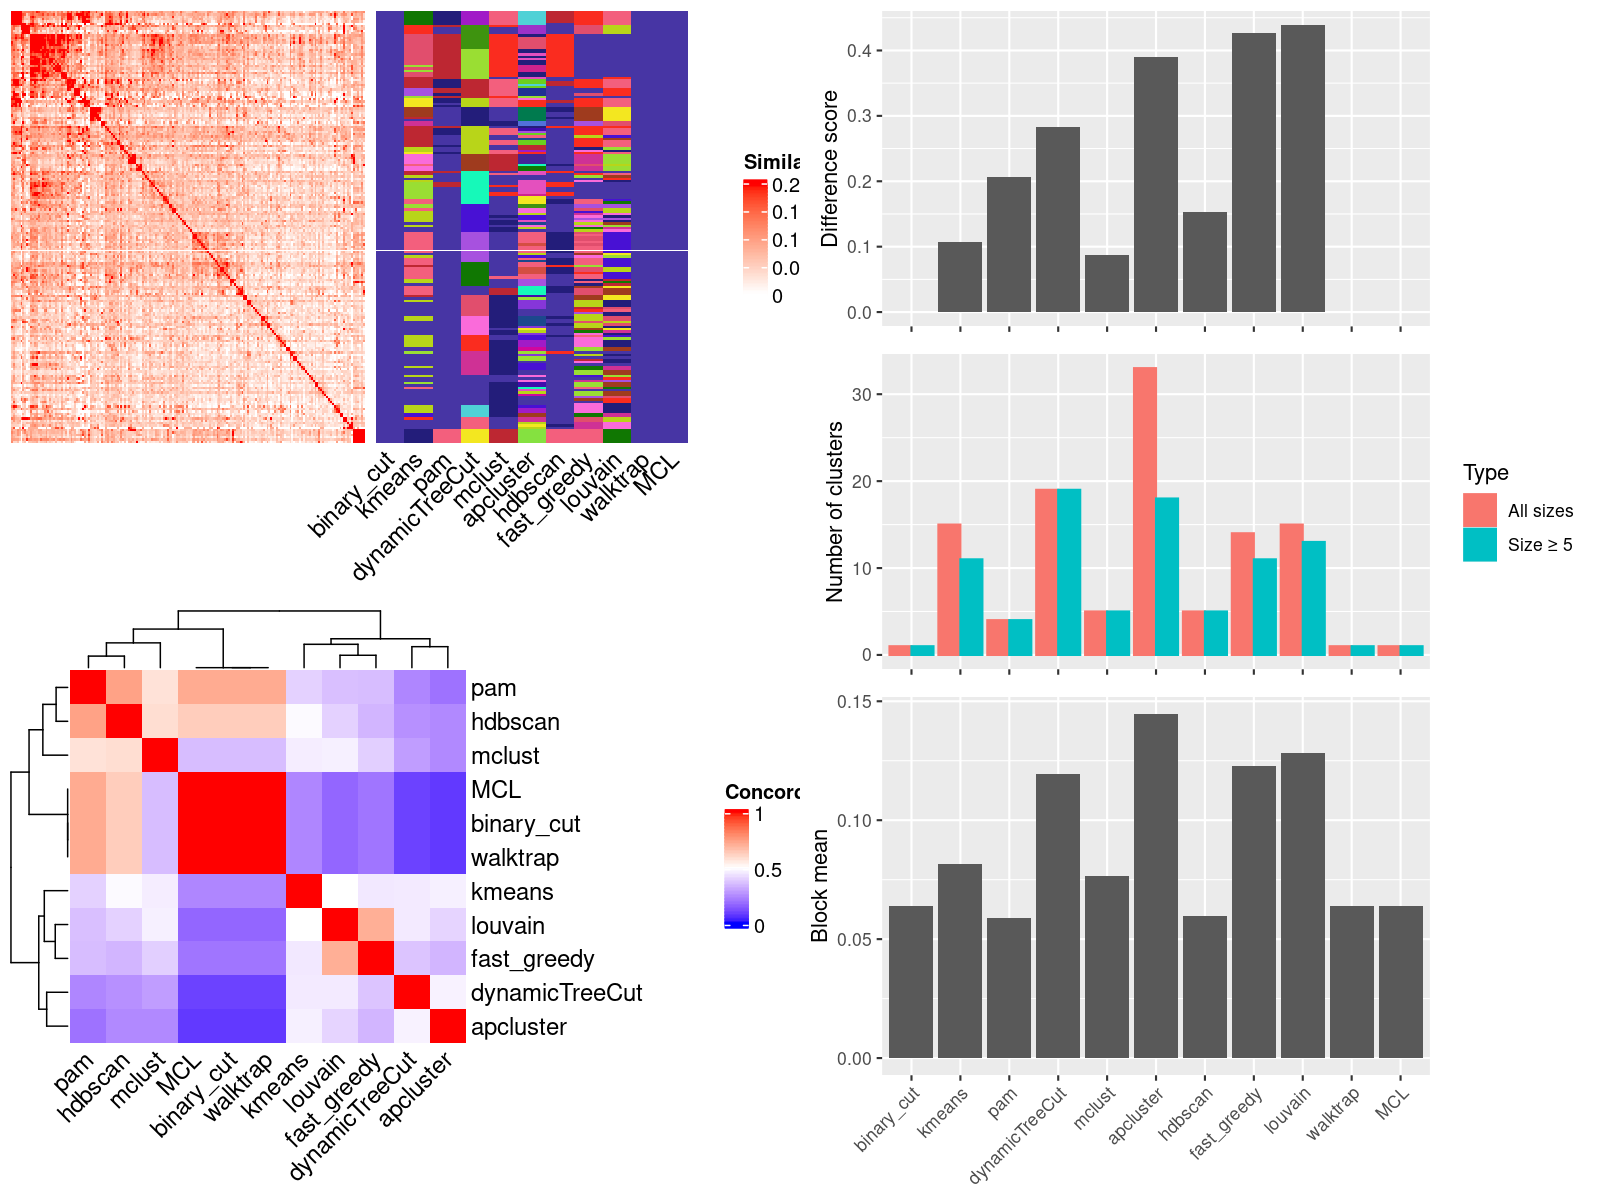 Simila
0.2
0.1
0.1
0.0
0
binary_cut
kmeans
pam
dynamicTreeCut
mclust
apcluster
hdbscan
fast_greedy
louvain
walktrap
MCL
pam
hdbscan
mclust
MCL
binary_cut
walktrap
kmeans
louvain
fast_greedy
dynamicTreeCut
apcluster
pam
hdbscan
mclust
MCL
binary_cut
walktrap
kmeans
louvain
fast_greedy
dynamicTreeCut
apcluster
Concord
1
0.5
0
Difference score
0.4
0.3
0.2
0.1
0.0
Number of clusters
30
20
10
0
Type
All sizes
Size ≥ 5
Block mean
0.15
0.10
0.05
0.00
binary_cut
kmeans
pam
dynamicTreeCut
mclust
apcluster
hdbscan
fast_greedy
louvain
walktrap
MCL